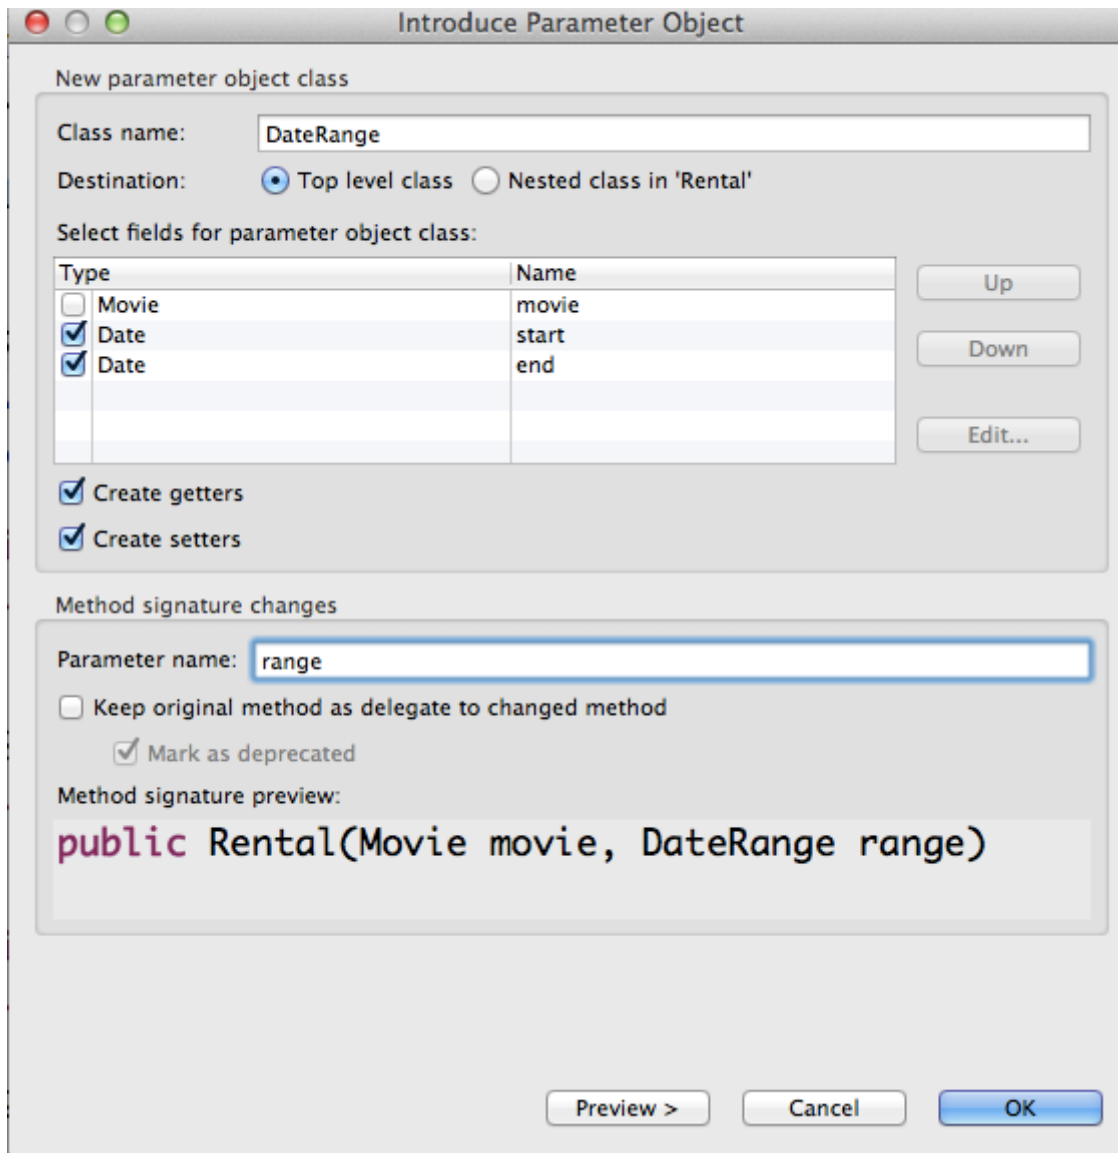 Introduce Parameter Object
New parameter object class
Class name: DateRange
Destination: Top level class Nested class in 'Rental'
Select fields for parameter object class:
Type Name
Movie movie
Date start
Date end
Up
Down
Edit...
Create getters
Create setters
Method signature changes
Parameter name: range
Keep original method as delegate to changed method
Mark as deprecated
Method signature preview:
public Rental(Movie movie, DateRange range)
Preview > Cancel OK